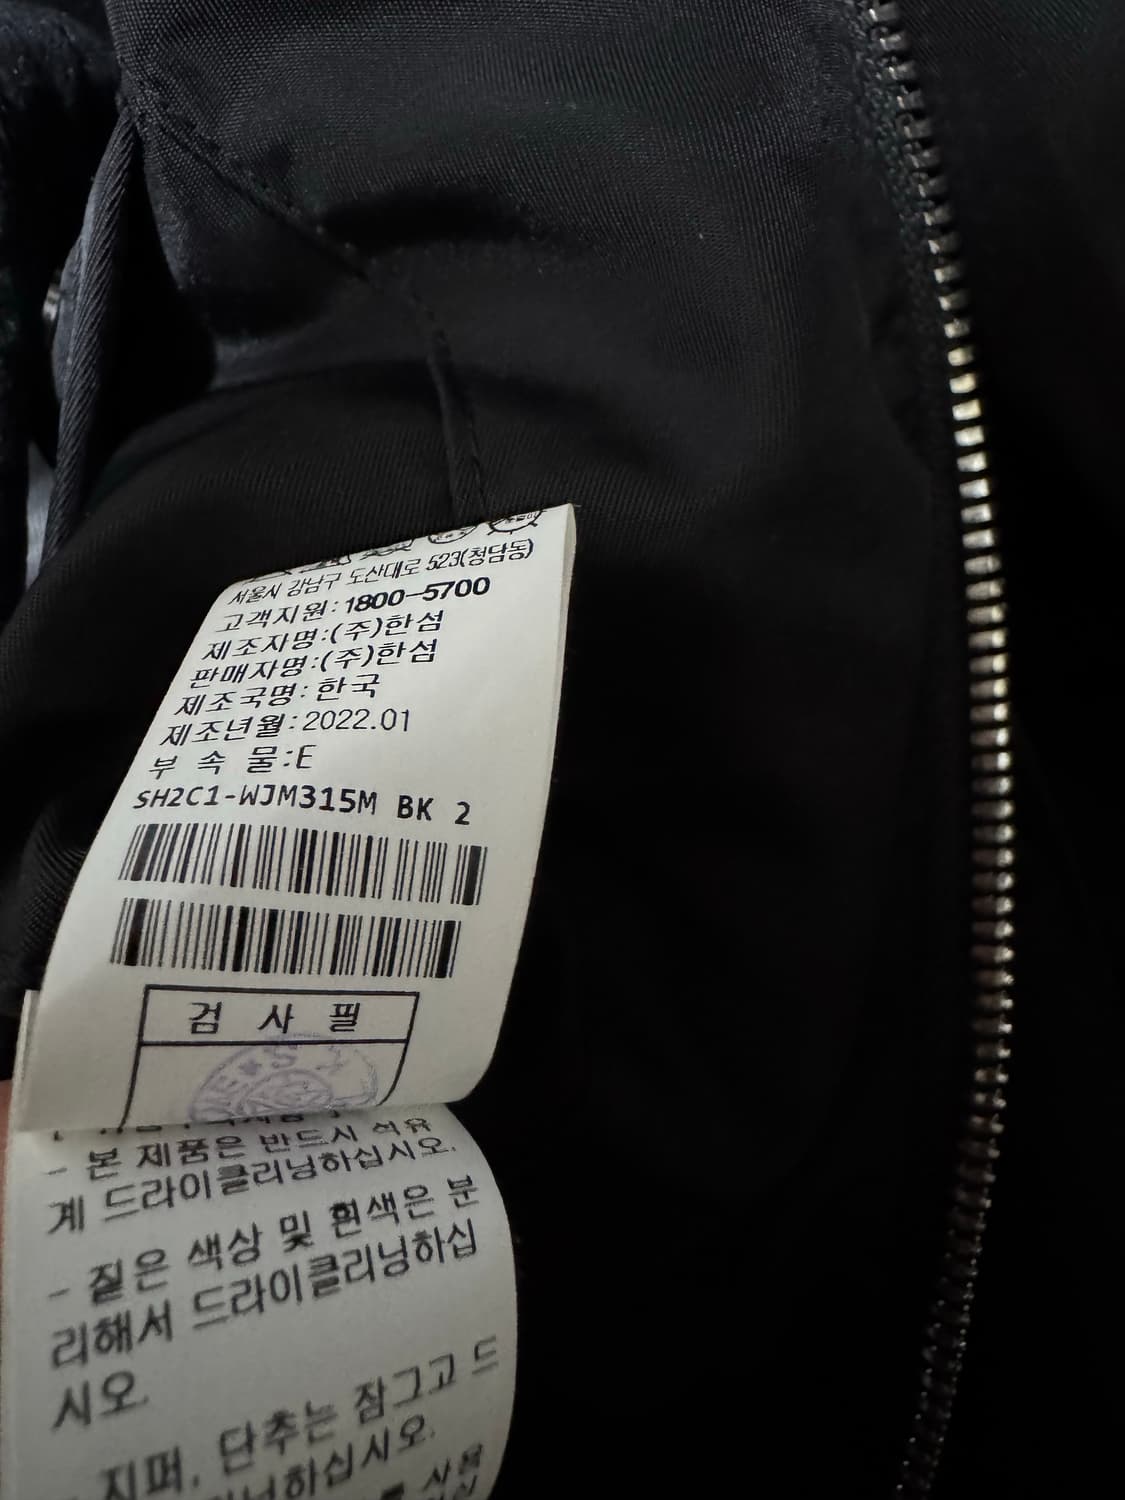 서울시 강남구 도산대로 523(청담동)
고객지원:1800-5700
제조자명:(주)한섬
판매자명:(주)한섬
제조국명:한국
제조년월:2022.01
부 속 물:E
SH2C1-WJM315M BK 2
검 사 필
- 본 제품은 반드시 석유
계 드라이클리닝하십시오.
- 짙은 색상 및 흰색은 분
리해서 드라이클리닝하십
시오.
지퍼, 단추는 잠그고 드
하십시오.